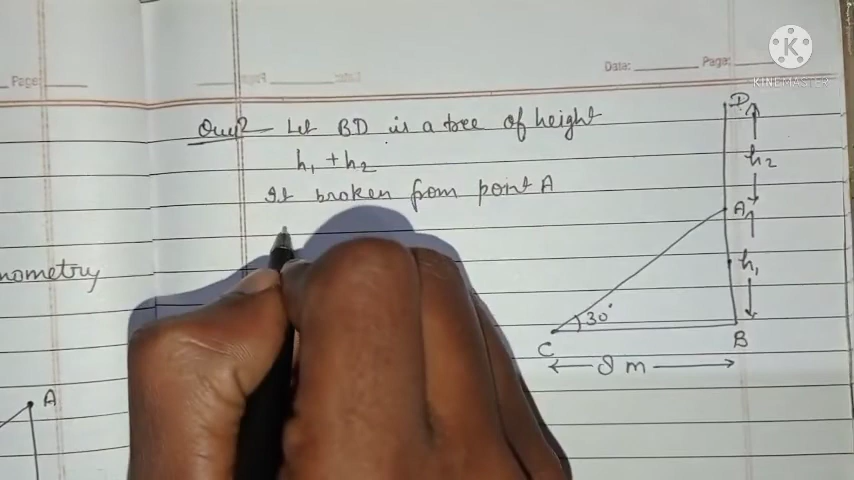 Page:
Date: Page:
K
KINEMASTER
Que2- Let BD is a tree of height
h₁ + h₂
It broken from point A
nometry
D
h₂
A
h₁
30°
C
B
8 m
A